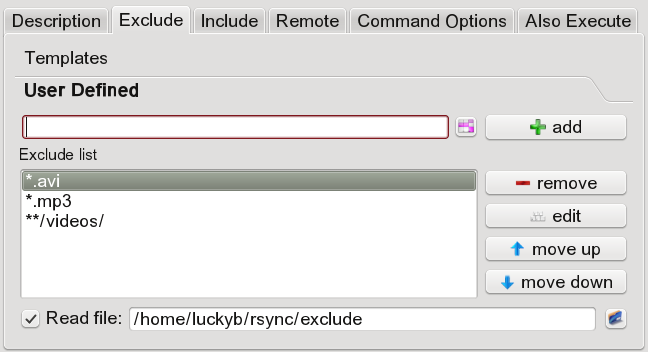 Description Exclude Include Remote Command Options Also Execute
Templates
User Defined
add
Exclude list
*.avi
*.mp3
**/videos/
remove
edit
move up
move down
Read file: /home/luckyb/rsync/exclude